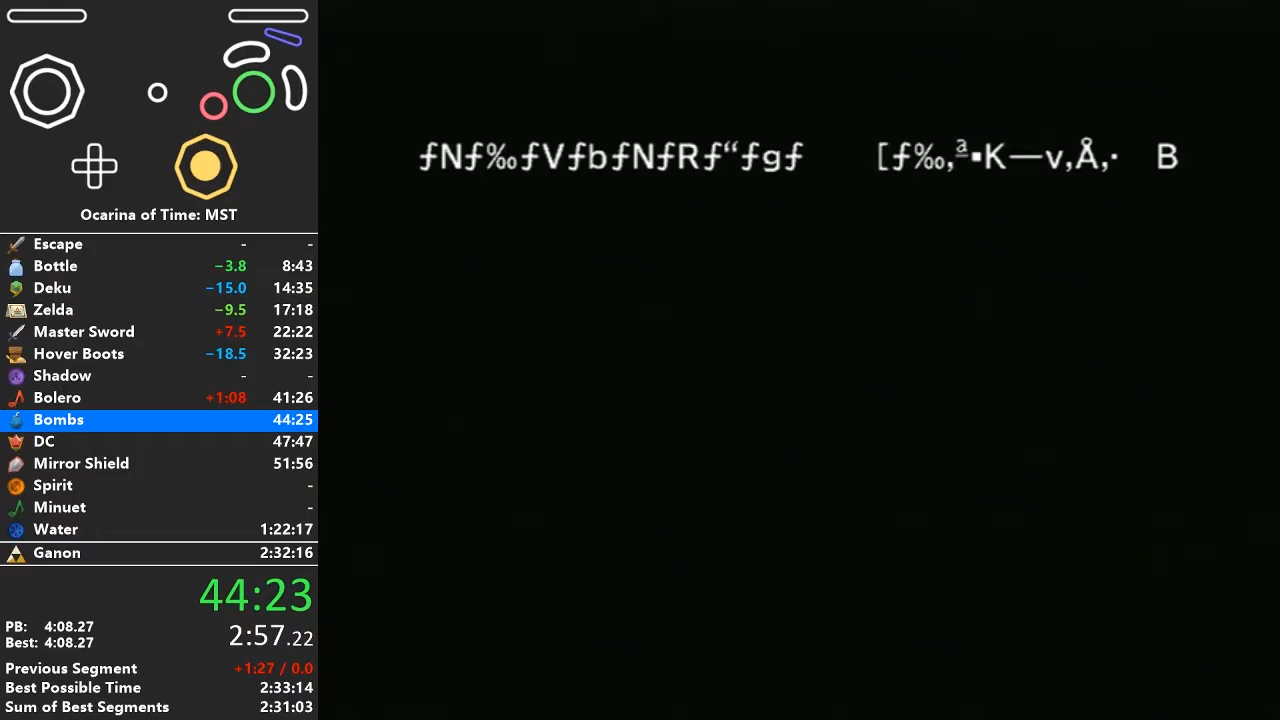 Ocarina of Time: MST
Escape - -
Bottle −3.8 8:43
Deku −15.0 14:35
Zelda −9.5 17:18
Master Sword +7.5 22:22
Hover Boots −18.5 32:23
Shadow - -
Bolero +1:08 41:26
Bombs 44:25
DC 47:47
Mirror Shield 51:56
Spirit -
Minuet -
Water 1:22:17
Ganon 2:32:16
44:23
PB: 4:08.27
Best: 4:08.27
2:57.22
Previous Segment +1:27 / 0.0
Best Possible Time 2:33:14
Sum of Best Segments 2:31:03
ƒNƒ‰ƒVƒbƒNƒRƒ“ƒgƒ [ƒ‰‚ª▪K—v‚Å‚· B